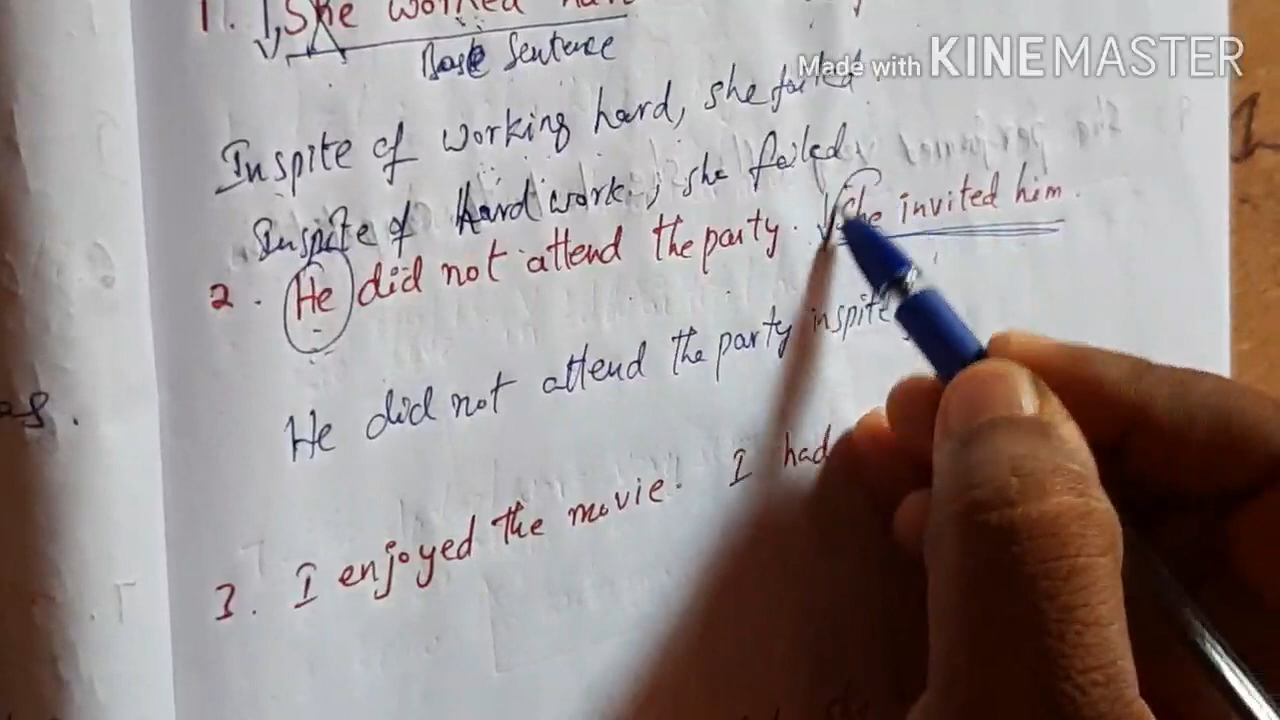 1. She worked
Base Sentence
Made with KINEMASTER
Inspite of working hard, she failed
Inspite of Hard work, she failed
2. He did not attend the party. She invited him.
He did not attend the party inspite
3. I enjoyed the movie. I had